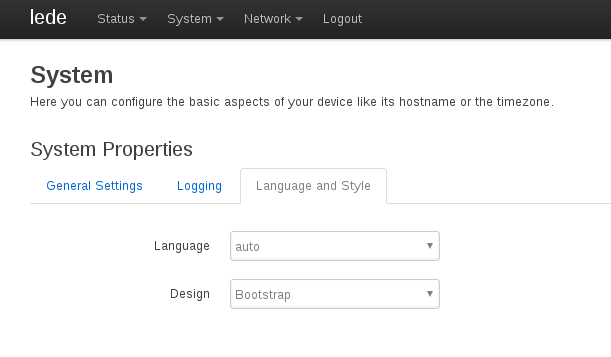 lede Status System Network Logout
System
Here you can configure the basic aspects of your device like its hostname or the timezone.
System Properties
General Settings Logging Language and Style
Language auto
Design Bootstrap